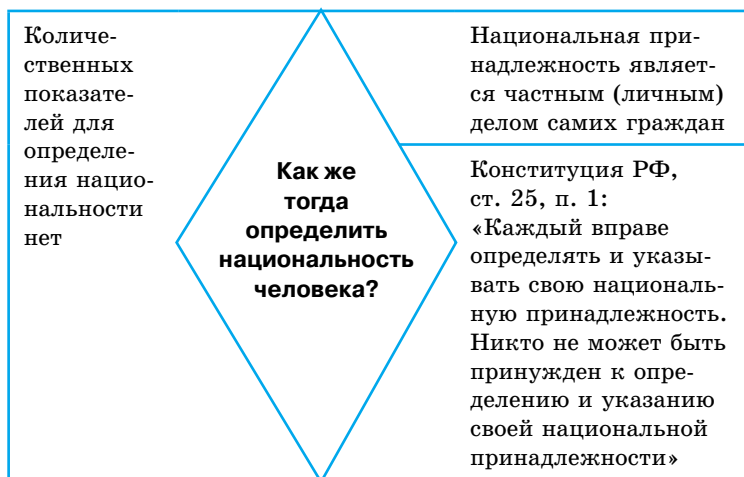 Количе-
ственных
показате-
лей для
определе-
ния нацио-
нальности
нет
Как же
тогда
определить
национальность
человека?
Национальная при-
надлежность являет-
ся частным (личным)
делом самих граждан
Конституция РФ,
ст. 25, п. 1:
«Каждый вправе
определять и указы-
вать свою националь-
ную принадлежность.
Никто не может быть
принужден к опре-
делению и указанию
своей национальной
принадлежности»